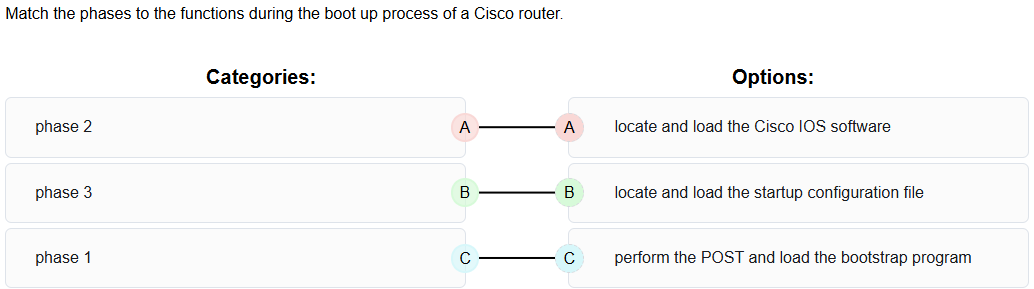 Match the phases to the functions during the boot up process of a Cisco router.
Categories: Options:
phase 2 A A locate and load the Cisco IOS software
phase 3 B B locate and load the startup configuration file
phase 1 C C perform the POST and load the bootstrap program